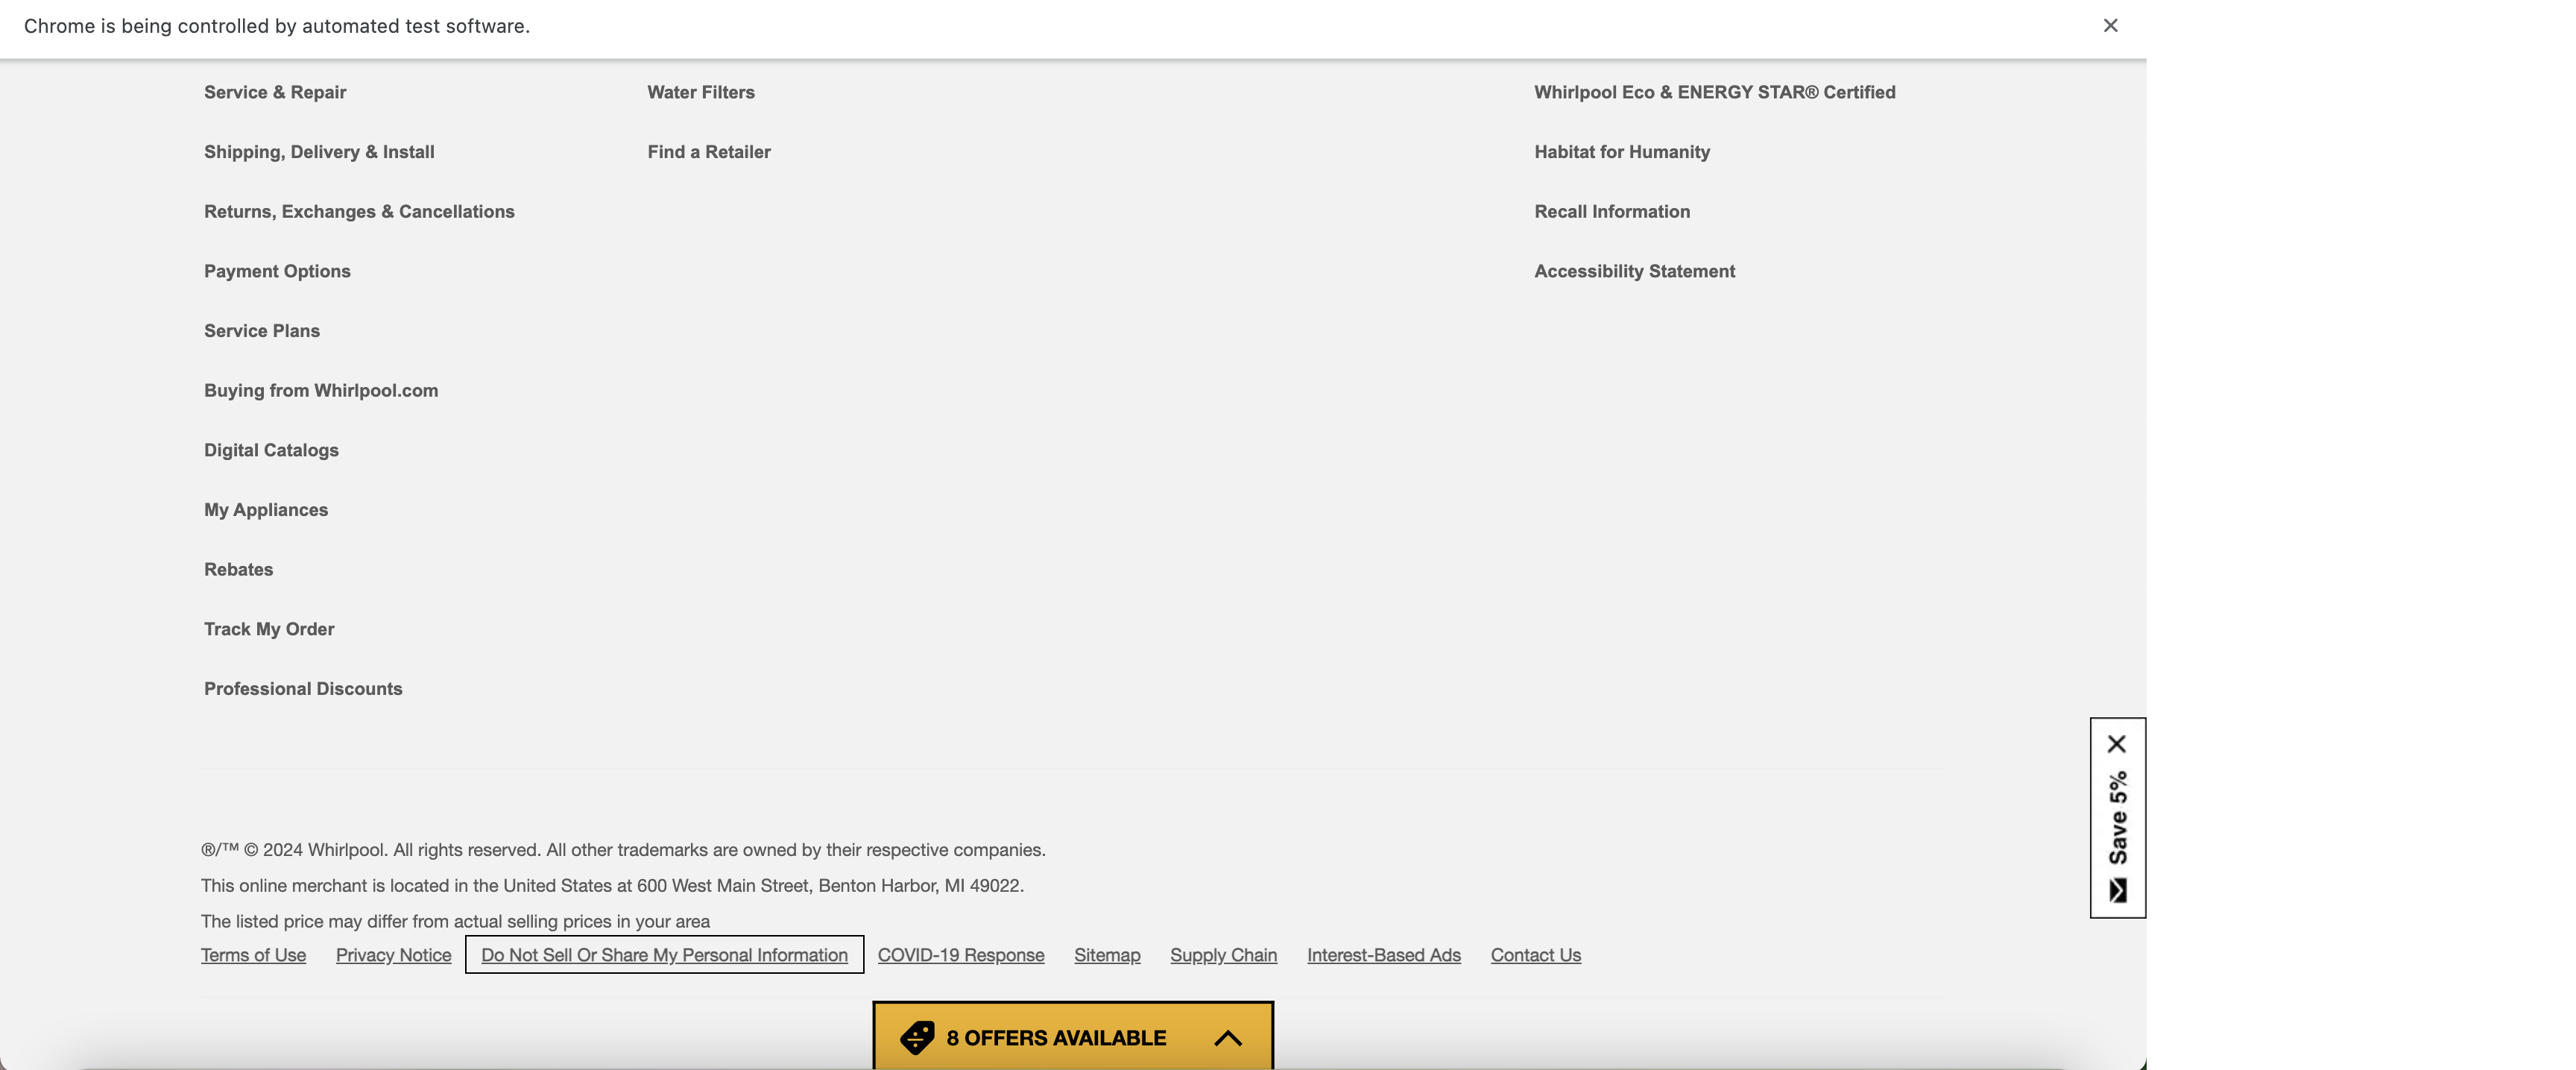 Chrome is being controlled by automated test software.
Service & Repair
Shipping, Delivery & Install
Returns, Exchanges & Cancellations
Payment Options
Service Plans
Buying from Whirlpool.com
Digital Catalogs
My Appliances
Rebates
Track My Order
Professional Discounts
Water Filters
Find a Retailer
Whirlpool Eco & ENERGY STAR® Certified
Habitat for Humanity
Recall Information
Accessibility Statement
Save 5%
®/™ © 2024 Whirlpool. All rights reserved. All other trademarks are owned by their respective companies.
This online merchant is located in the United States at 600 West Main Street, Benton Harbor, MI 49022.
The listed price may differ from actual selling prices in your area
Terms of Use Privacy Notice Do Not Sell Or Share My Personal Information COVID-19 Response Sitemap Supply Chain Interest-Based Ads Contact Us
8 OFFERS AVAILABLE